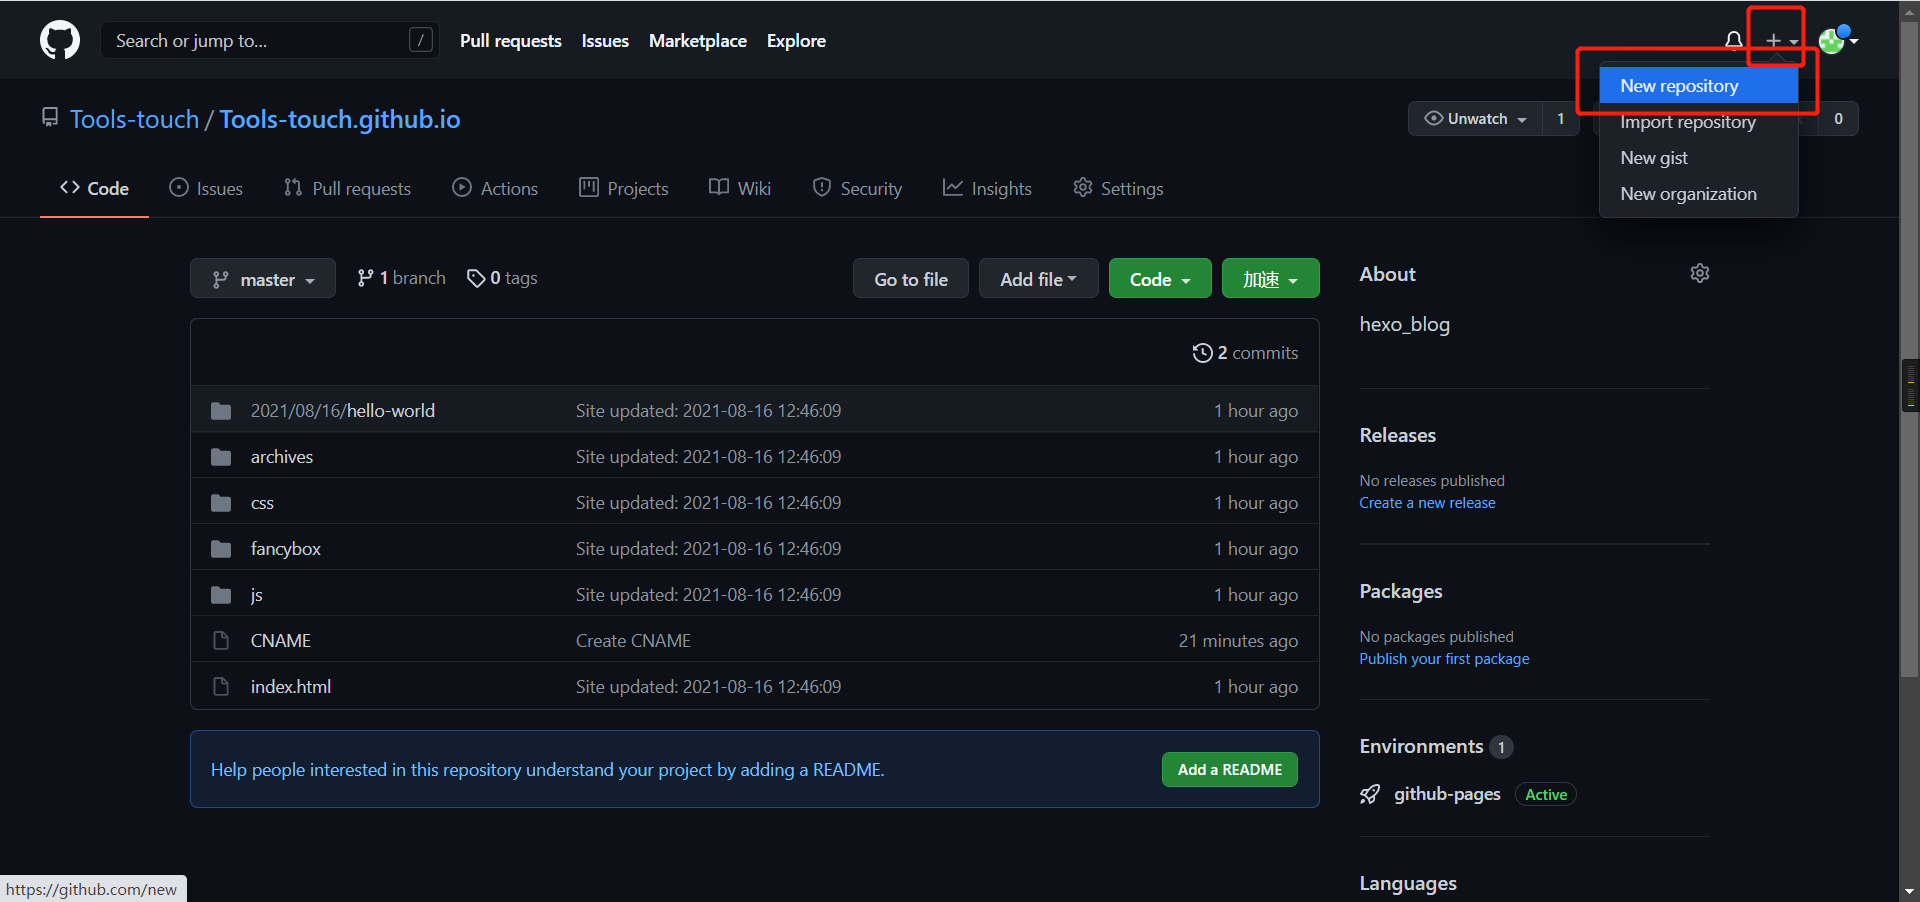 Search or jump to... /
Pull requests Issues Marketplace Explore
New repository
Import repository
New gist
New organization
Tools-touch / Tools-touch.github.io
Unwatch 1
0
Code Issues Pull requests Actions Projects Wiki Security Insights Settings
master 1 branch 0 tags Go to file Add file Code 加速
2 commits
2021/08/16/hello-world Site updated: 2021-08-16 12:46:09 1 hour ago
archives Site updated: 2021-08-16 12:46:09 1 hour ago
css Site updated: 2021-08-16 12:46:09 1 hour ago
fancybox Site updated: 2021-08-16 12:46:09 1 hour ago
js Site updated: 2021-08-16 12:46:09 1 hour ago
CNAME Create CNAME 21 minutes ago
index.html Site updated: 2021-08-16 12:46:09 1 hour ago
Help people interested in this repository understand your project by adding a README. Add a README
About
hexo_blog
Releases
No releases published
Create a new release
Packages
No packages published
Publish your first package
Environments 1
github-pages Active
Languages
https://github.com/new